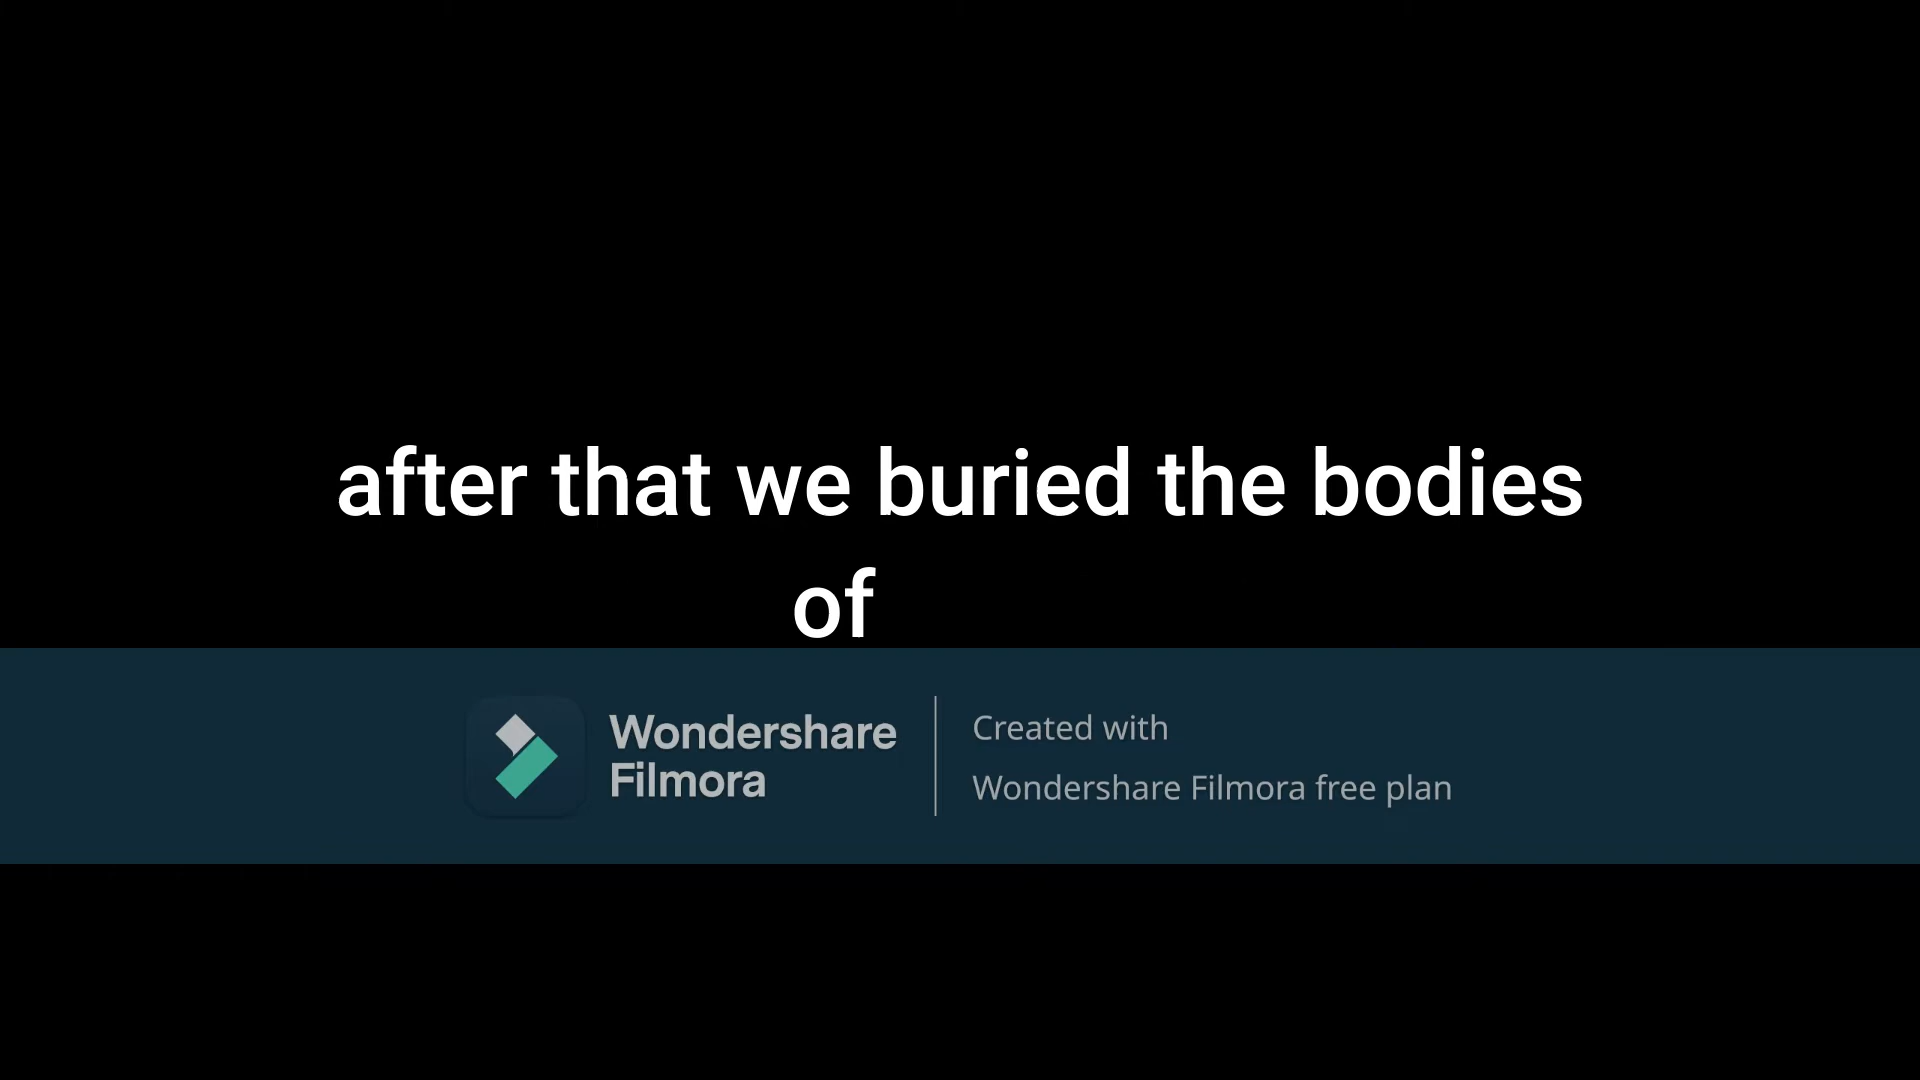 after that we buried the bodies
of
Wondershare
Filmora
Created with
Wondershare Filmora free plan